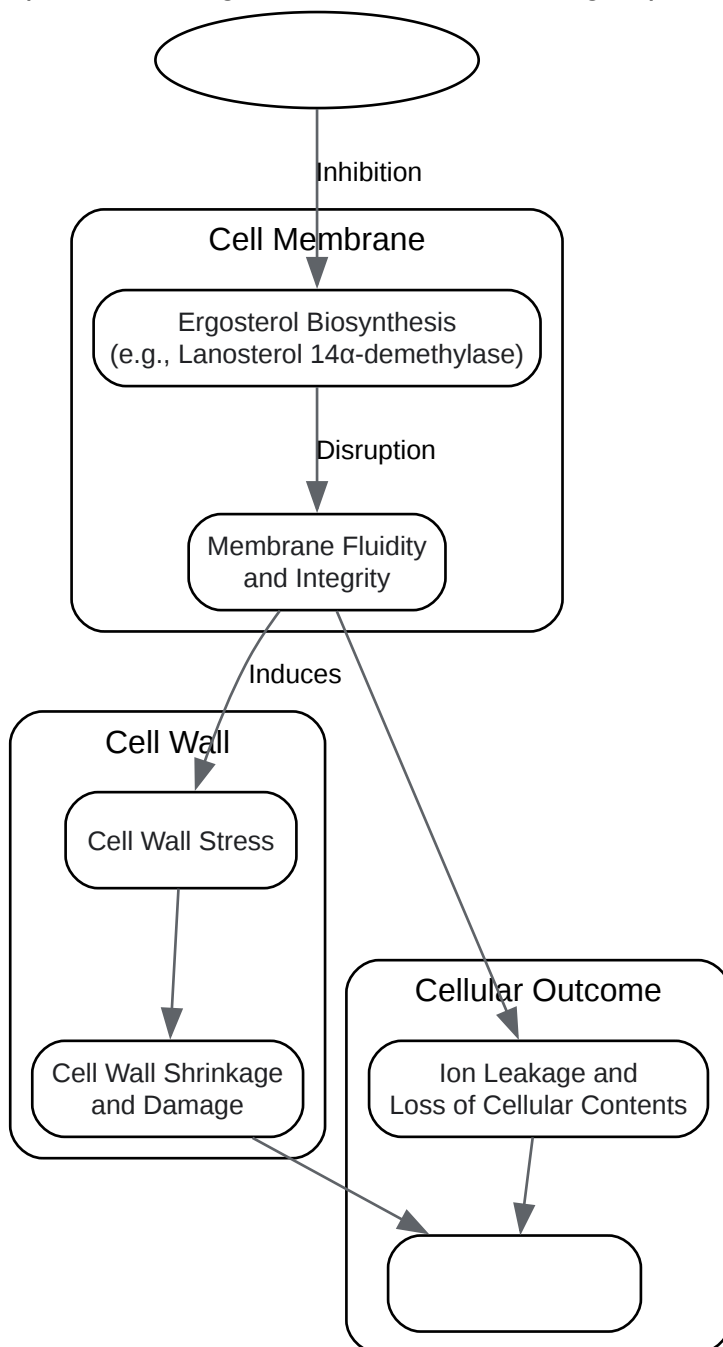 Inhibition
Cell Membrane
Ergosterol Biosynthesis
(e.g., Lanosterol 14α-demethylase)
Disruption
Membrane Fluidity
and Integrity
Induces
Cell Wall
Cell Wall Stress
Cellular Outcome
Cell Wall Shrinkage
and Damage
Ion Leakage and
Loss of Cellular Contents